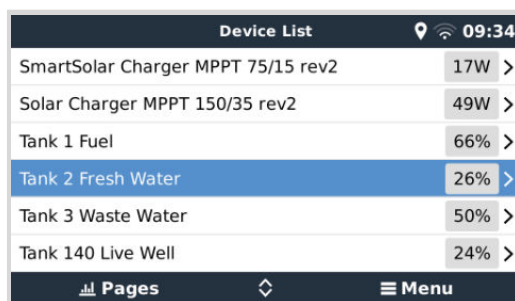 Device List 09:34
SmartSolar Charger MPPT 75/15 rev2 17W
Solar Charger MPPT 150/35 rev2 49W
Tank 1 Fuel 66%
Tank 2 Fresh Water 26%
Tank 3 Waste Water 50%
Tank 140 Live Well 24%
Pages Menu